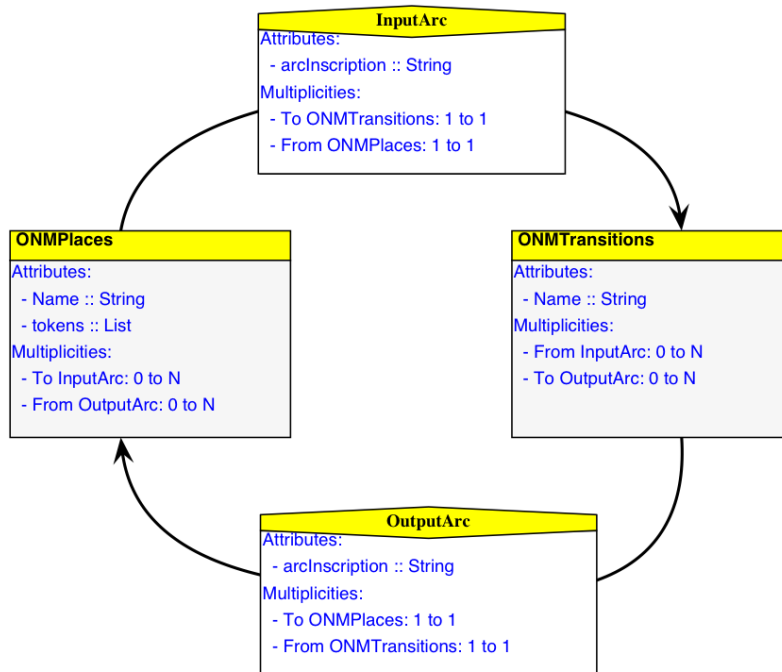 InputArc
Attributes:
- arcInscription :: String
Multiplicities:
- To ONMTransitions: 1 to 1
- From ONMPlaces: 1 to 1
ONMPlaces
Attributes:
- Name :: String
- tokens :: List
Multiplicities:
- To InputArc: 0 to N
- From OutputArc: 0 to N
ONMTransitions
Attributes:
- Name :: String
Multiplicities:
- From InputArc: 0 to N
- To OutputArc: 0 to N
OutputArc
Attributes:
- arcInscription :: String
Multiplicities:
- To ONMPlaces: 1 to 1
- From ONMTransitions: 1 to 1